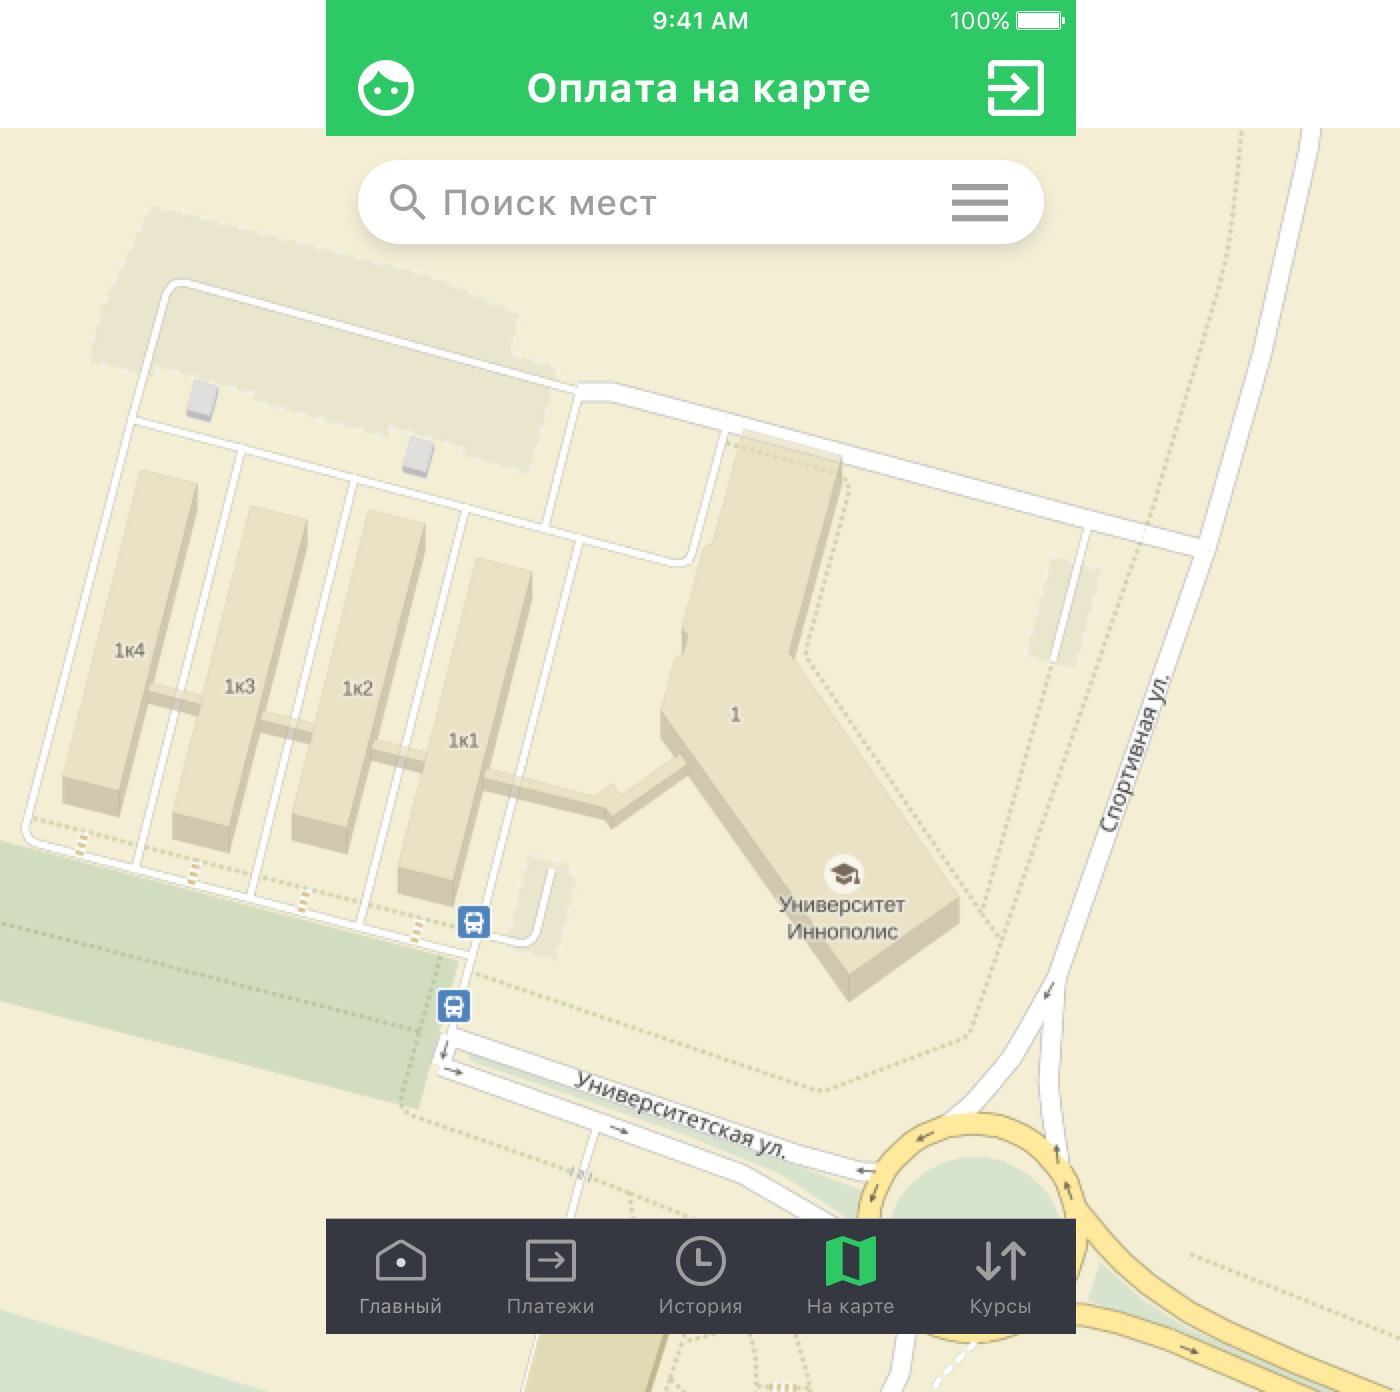 9:41 AM
100%
Оплата на карте
Поиск мест
1к4
1к3
1к2
1к1
1
Спортивная ул.
Университет
Иннополис
Университетская ул.
Главный
Платежи
История
На карте
Курсы